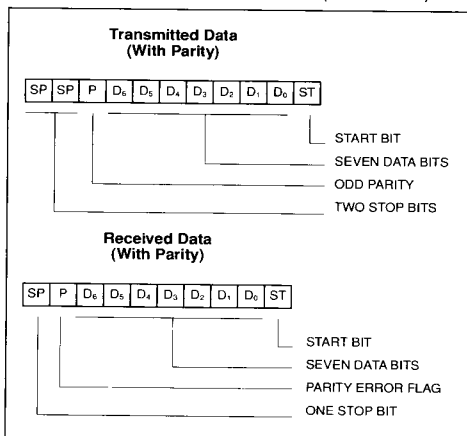 Transmitted Data
(With Parity)
SP SP P D₆ D₅ D₄ D₃ D₂ D₁ D₀ ST
START BIT
SEVEN DATA BITS
ODD PARITY
TWO STOP BITS
Received Data
(With Parity)
SP P D₆ D₅ D₄ D₃ D₂ D₁ D₀ ST
START BIT
SEVEN DATA BITS
PARITY ERROR FLAG
ONE STOP BIT